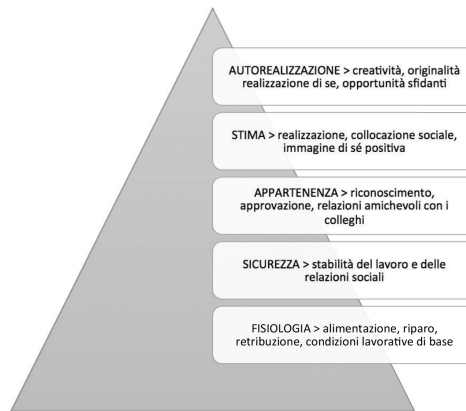 AUTOREALIZZAZIONE > creatività, originalità
realizzazione di se, opportunità sfidanti
STIMA > realizzazione, collocazione sociale,
immagine di sé positiva
APPARTENENZA > riconoscimento,
approvazione, relazioni amichevoli con i
colleghi
SICUREZZA > stabilità del lavoro e delle
relazioni sociali
FISIOLOGIA > alimentazione, riparo,
retribuzione, condizioni lavorative di base